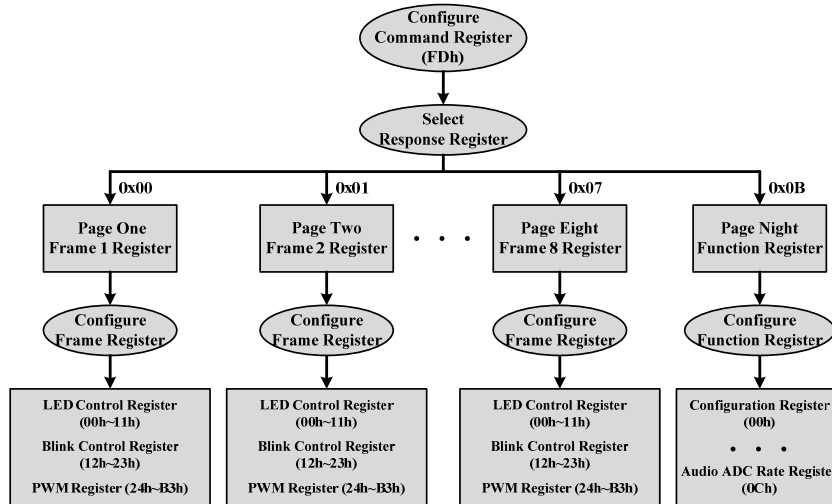 Configure
Command Register
(FDh)
Select
Response Register
0x00
0x01
0x07
0x0B
Page One
Frame 1 Register
Page Two
Frame 2 Register
. . .
Page Eight
Frame 8 Register
Page Night
Function Register
Configure
Frame Register
Configure
Frame Register
Configure
Frame Register
Configure
Function Register
LED Control Register
(00h~11h)
Blink Control Register
(12h~23h)
PWM Register (24h~B3h)
LED Control Register
(00h~11h)
Blink Control Register
(12h~23h)
PWM Register (24h~B3h)
LED Control Register
(00h~11h)
Blink Control Register
(12h~23h)
PWM Register (24h~B3h)
Configuration Register
(00h)
. . .
Audio ADC Rate Register
(0Ch)